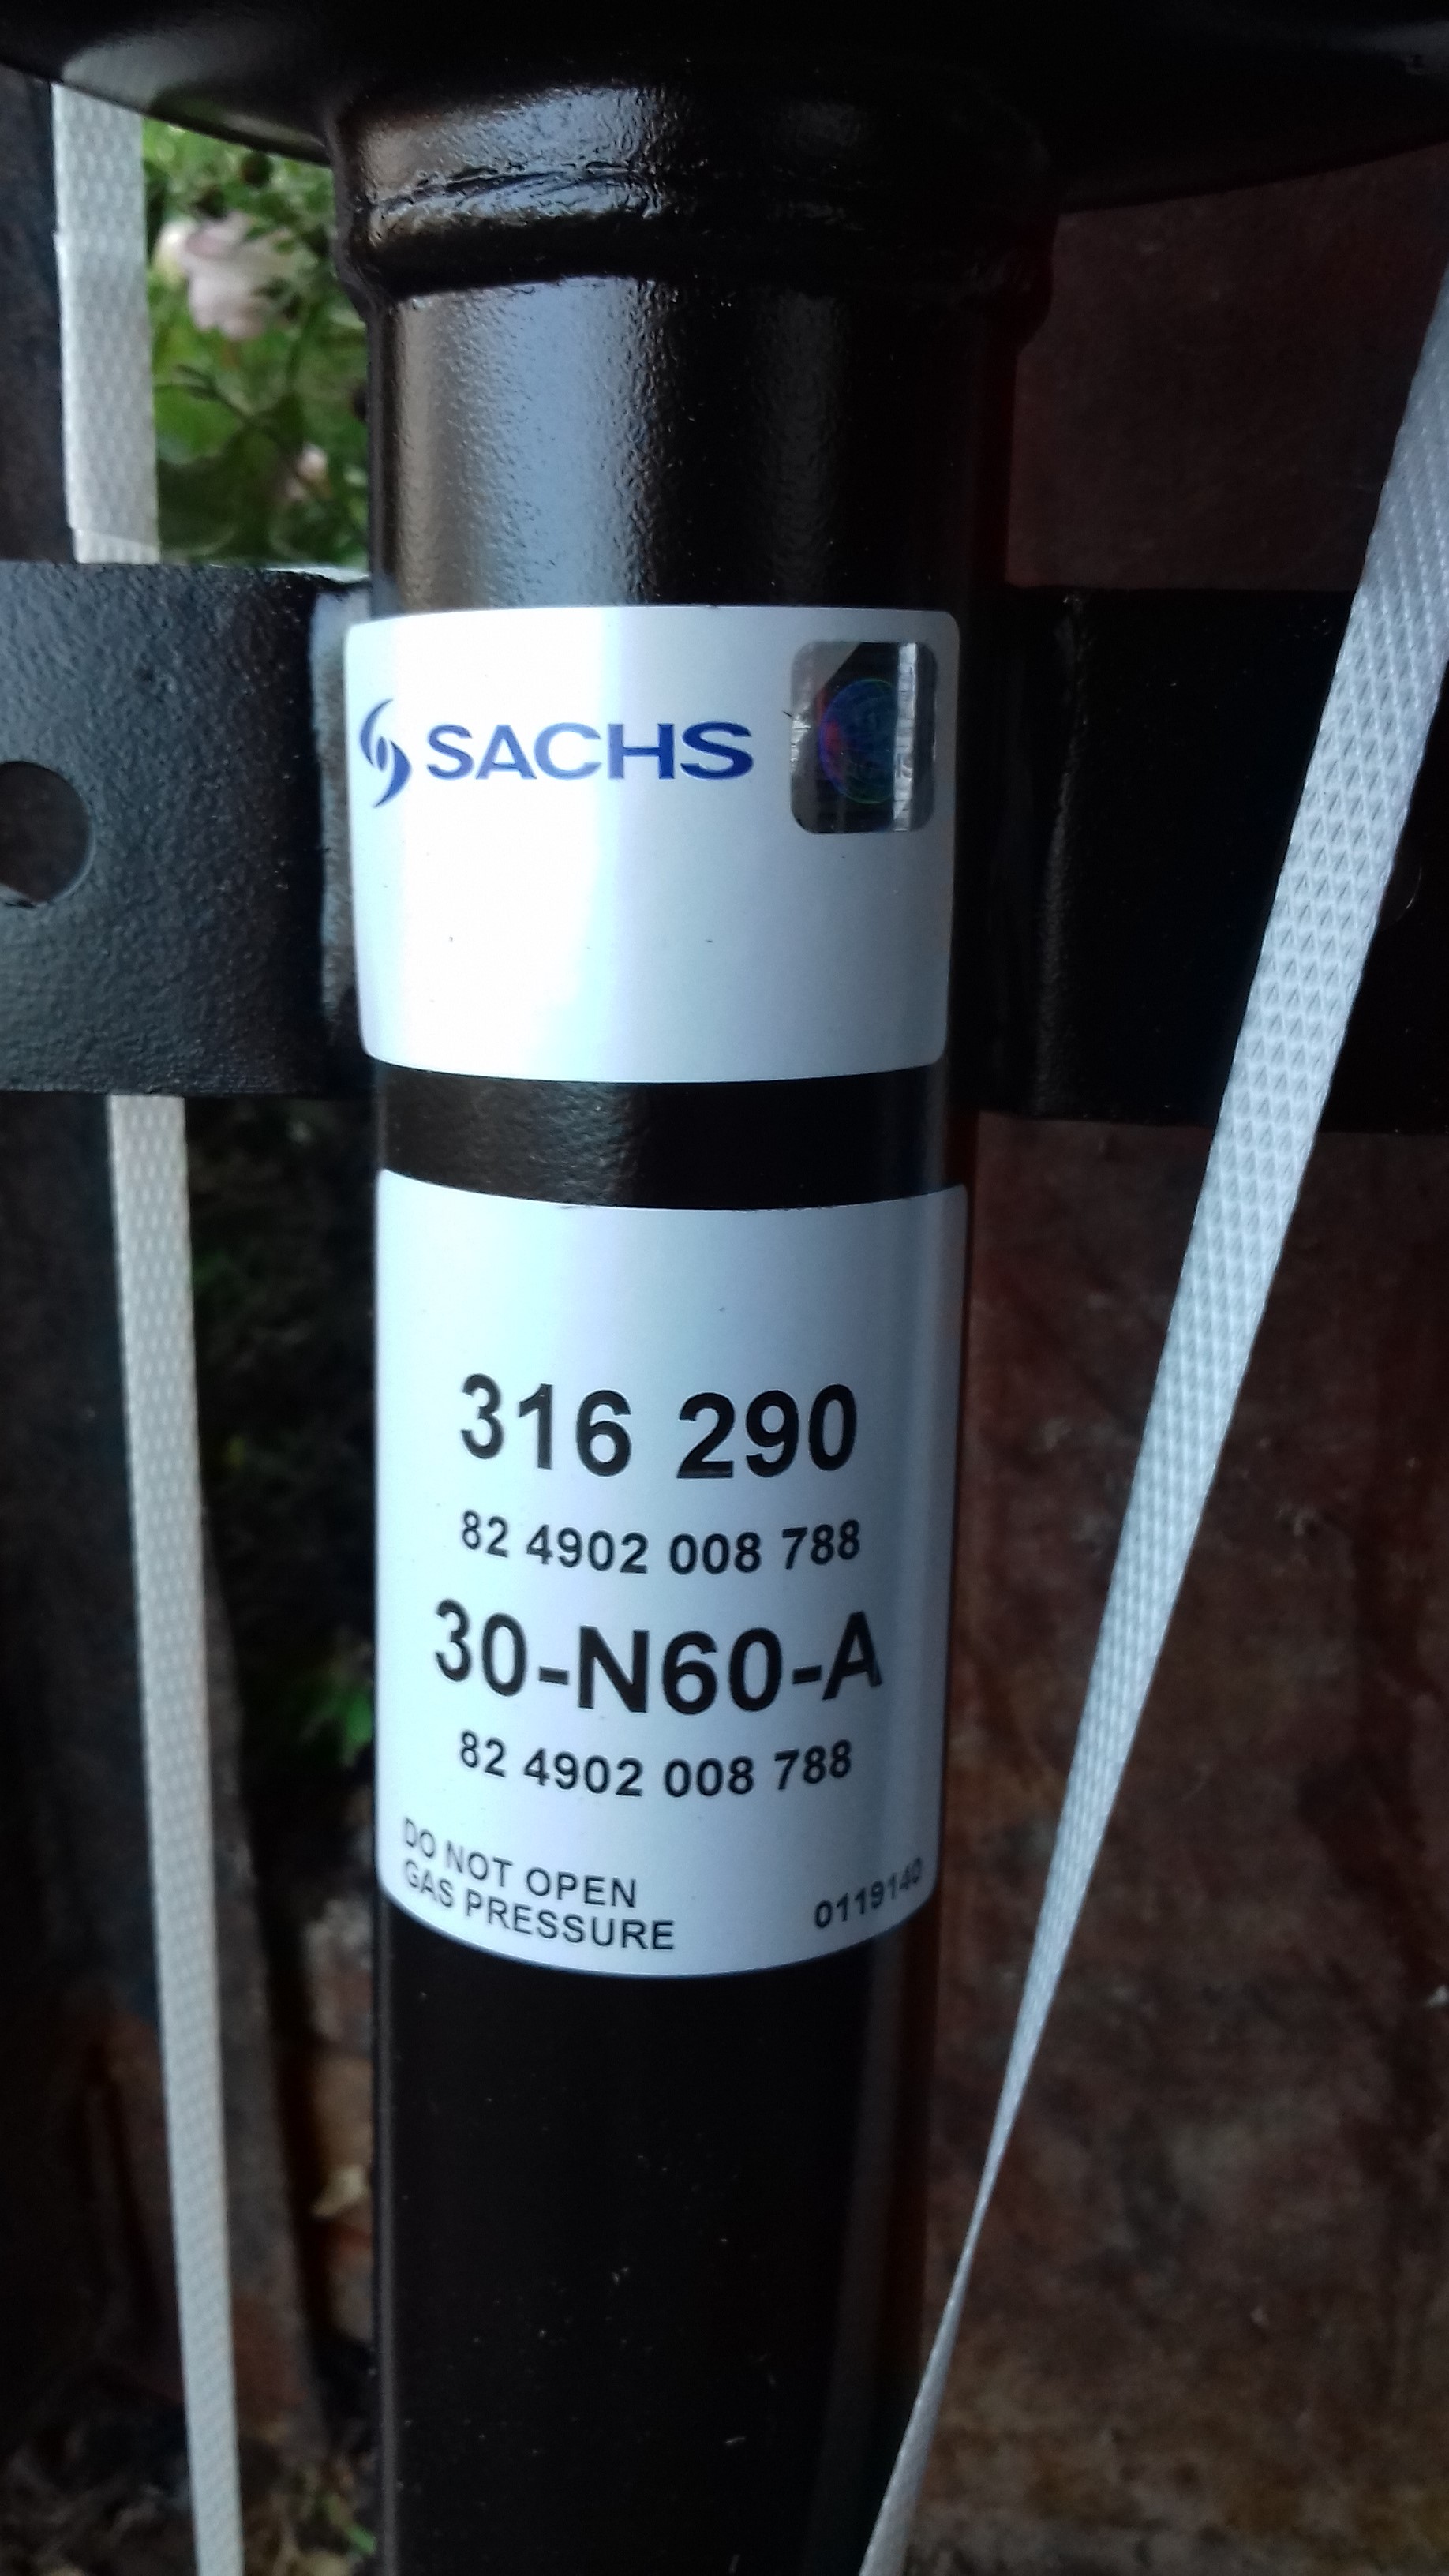 SACHS
316 290
82 4902 008 788
30-N60-A
82 4902 008 788
DO NOT OPEN
GAS PRESSURE
0119140